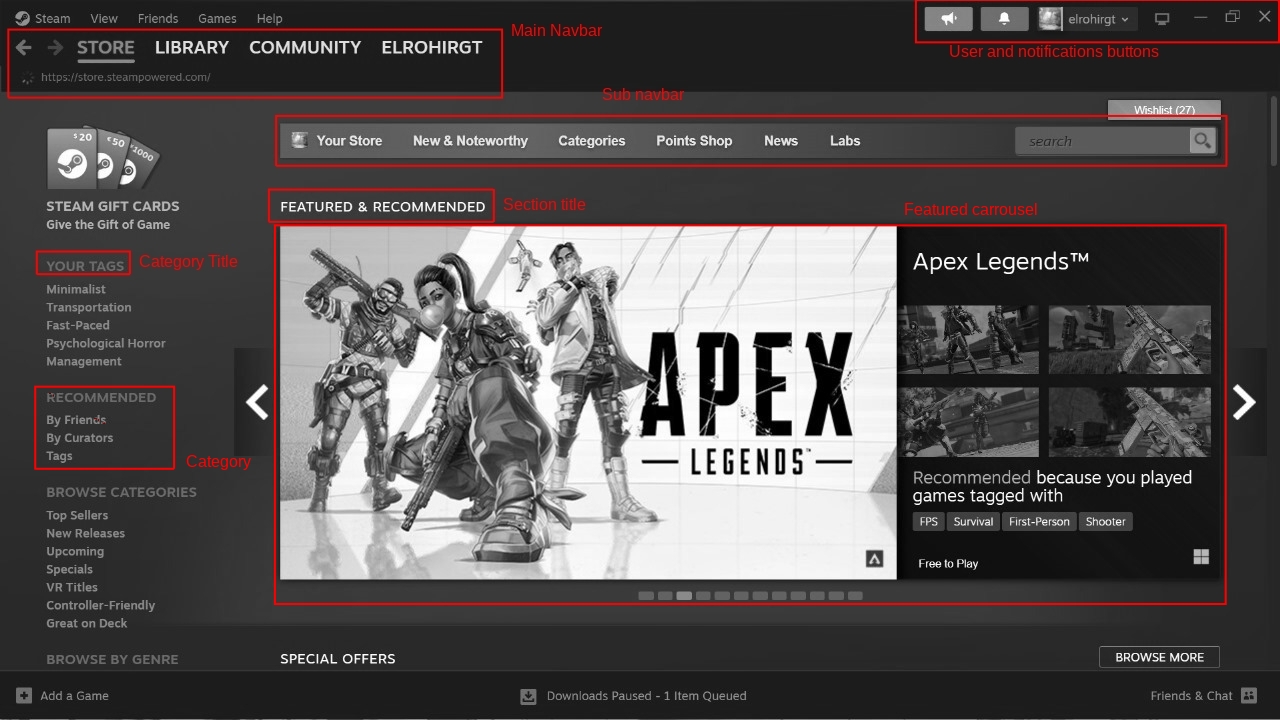 Steam View Friends Games Help
elrohirgt
Main Navbar
User and notifications buttons
STORE LIBRARY COMMUNITY ELROHIRGT
https://store.steampowered.com/
Sub navbar
Wishlist (27)
Your Store New & Noteworthy Categories Points Shop News Labs search
$20 €50 ¥1000
STEAM GIFT CARDS
Give the Gift of Game
FEATURED & RECOMMENDED Section title Featured carrousel
YOUR TAGS Category Title
Minimalist
Transportation
Fast-Paced
Psychological Horror
Management
RECOMMENDED
By Friends
By Curators
Tags
Category
BROWSE CATEGORIES
Top Sellers
New Releases
Upcoming
Specials
VR Titles
Controller-Friendly
Great on Deck
BROWSE BY GENRE
APEX
LEGENDS™
Apex Legends™
Recommended because you played
games tagged with
FPS Survival First-Person Shooter
Free to Play
SPECIAL OFFERS BROWSE MORE
Add a Game Downloads Paused - 1 Item Queued Friends & Chat